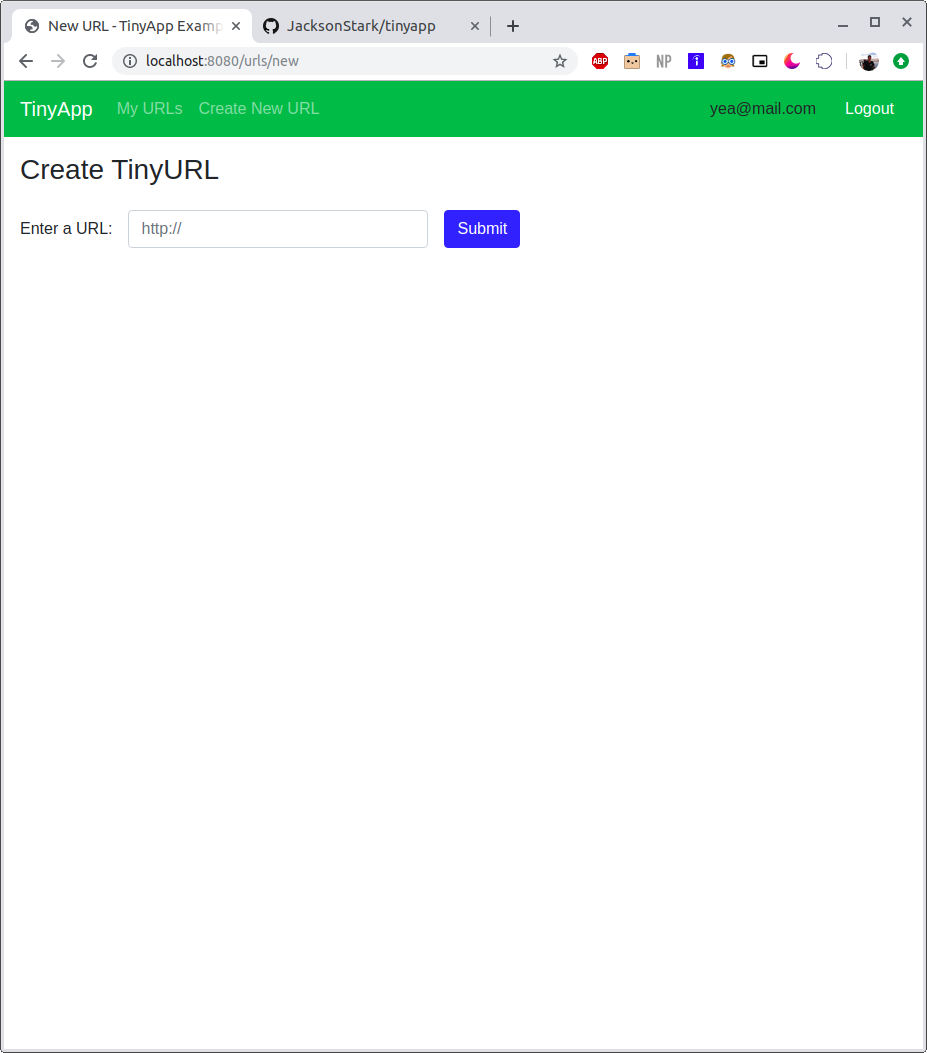 New URL - TinyApp Examp
JacksonStark/tinyapp
localhost:8080/urls/new
ABP
NP
TinyApp My URLs Create New URL yea@mail.com Logout
Create TinyURL
Enter a URL: http:// Submit